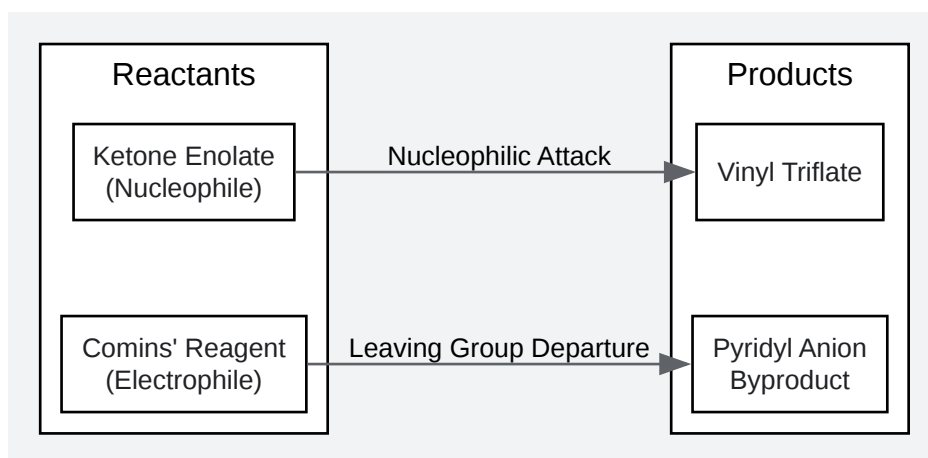 Reactants
Products
Ketone Enolate
(Nucleophile)
Nucleophilic Attack
Vinyl Triflate
Comins' Reagent
(Electrophile)
Leaving Group Departure
Pyridyl Anion
Byproduct